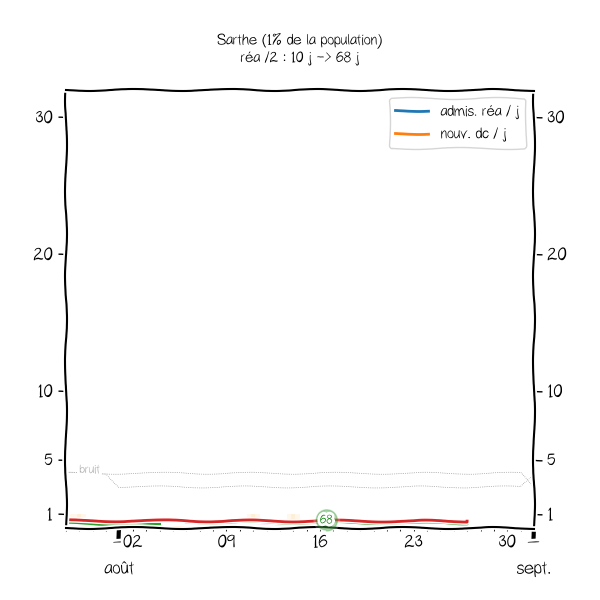 Sarthe (1% de la population)
réa /2 : 10 j -> 68 j
admis. réa / j
nouv. dc / j
30
30
20
20
10
10
5
5
bruit
1
1
68
02
09
16
23
30
août
sept.